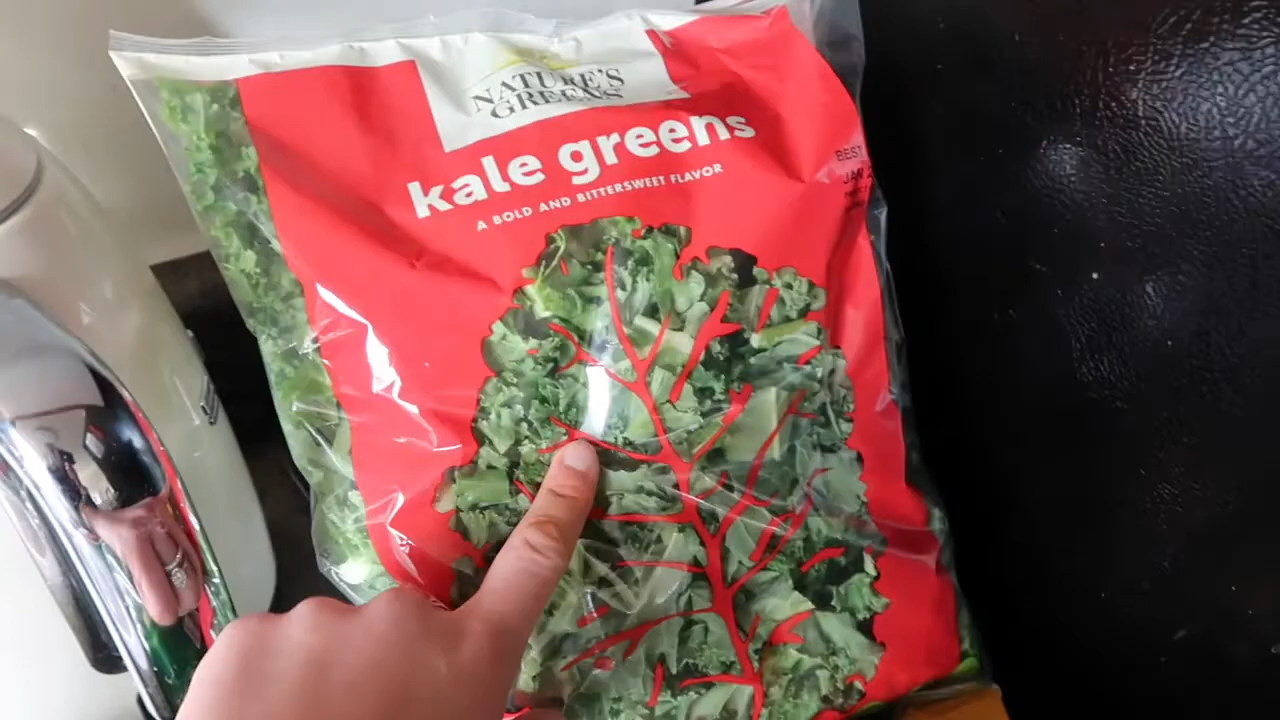 NATURE'S
GREENS
kale greens
A BOLD AND BITTERSWEET FLAVOR
BEST
JAN